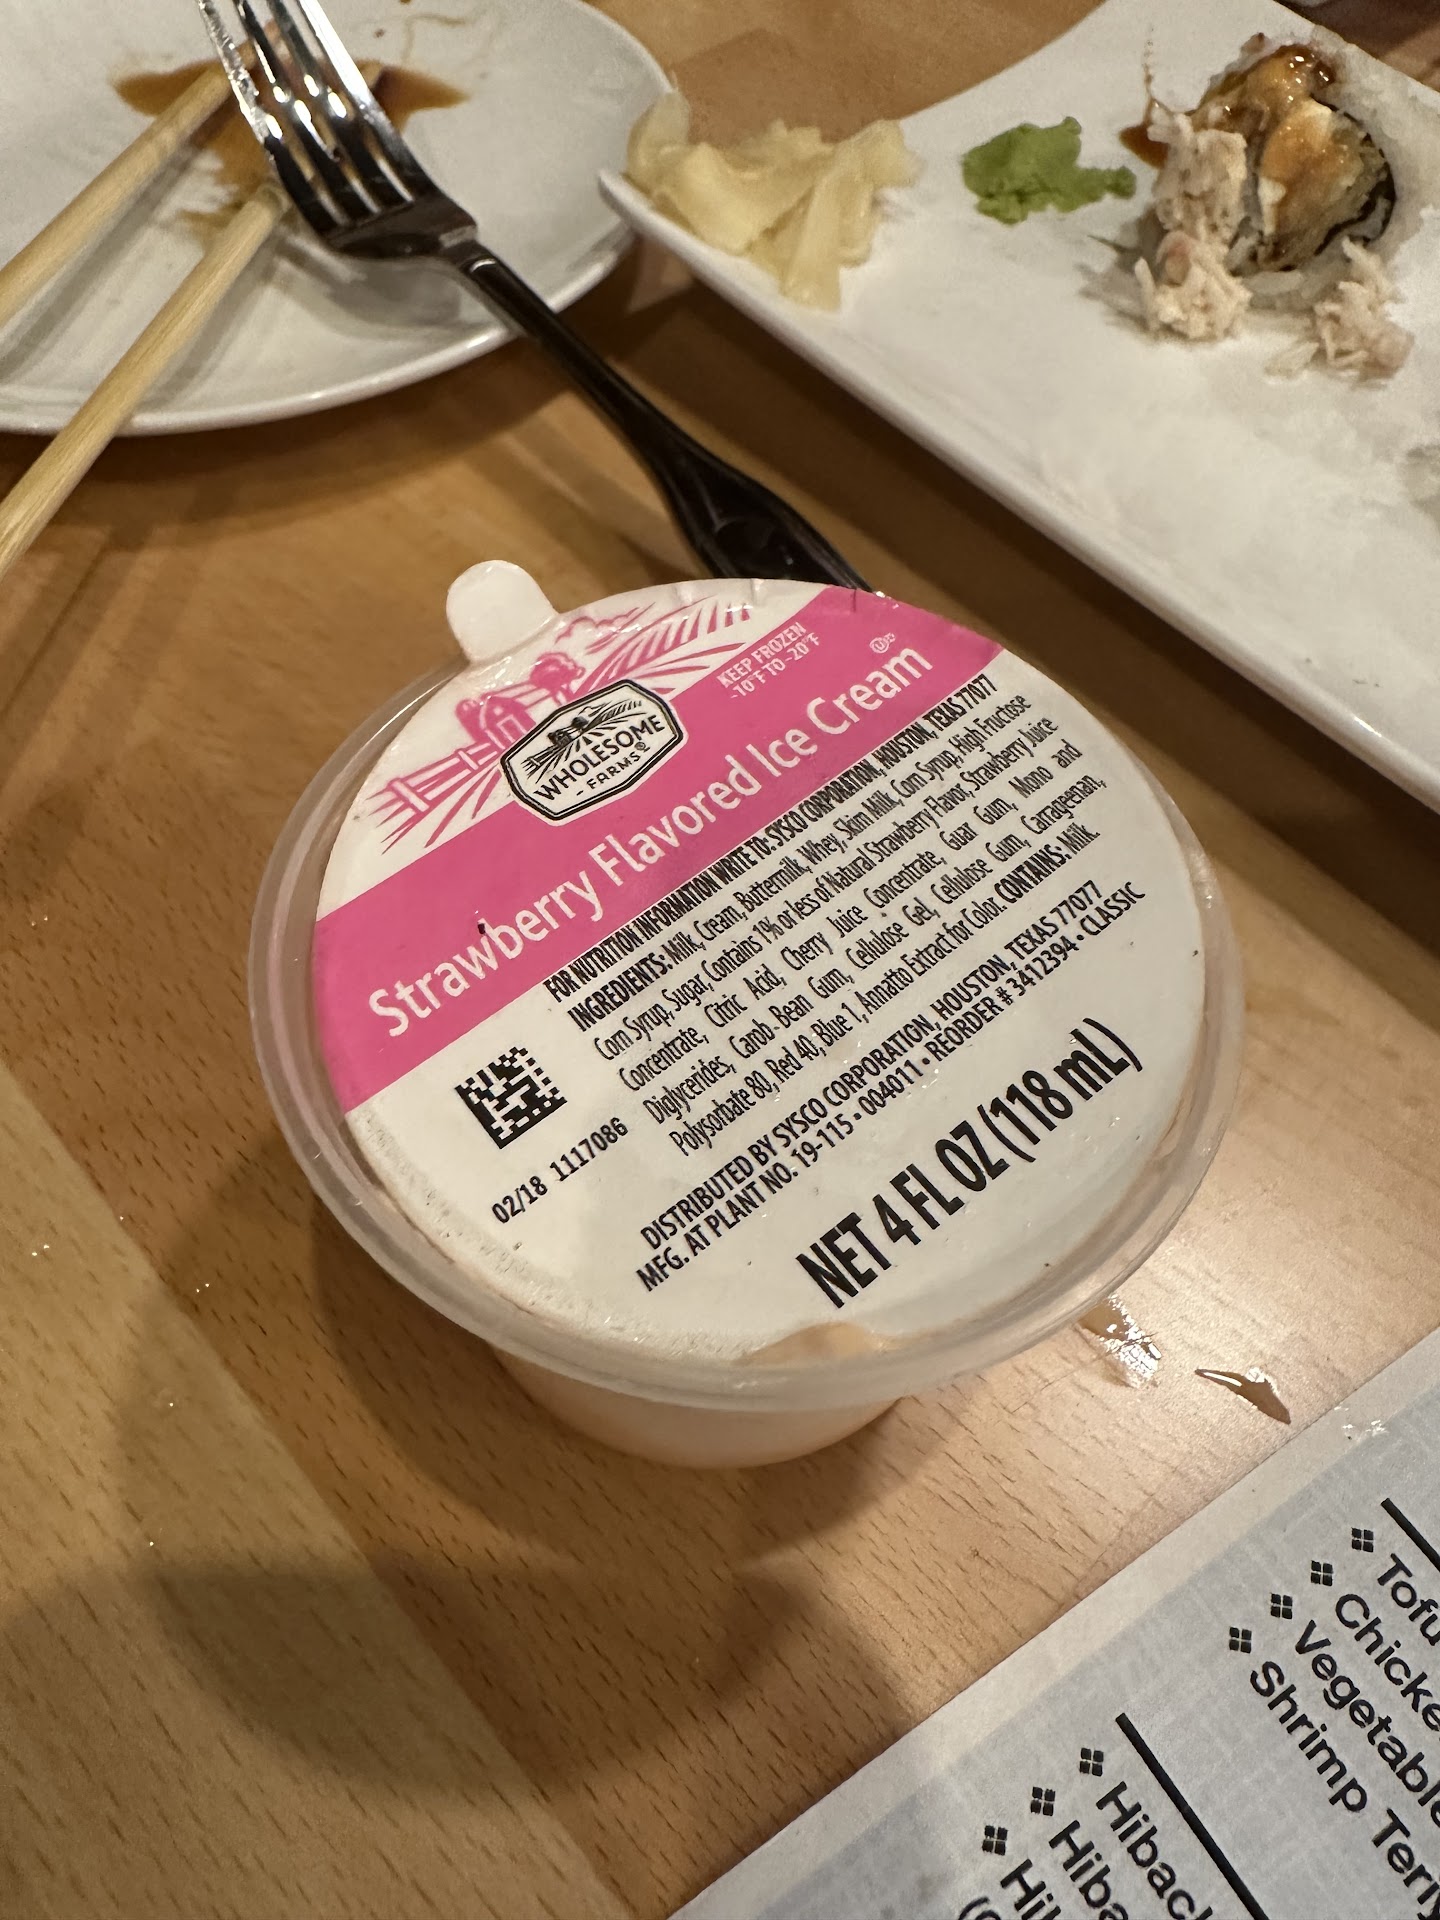 KEEP FROZEN
-10°F TO -20°F
WHOLESOME
- FARMS® -
Strawberry Flavored Ice Cream
FOR NUTRITION INFORMATION WRITE TO: SYSCO CORPORATION, HOUSTON, TEXAS 77077
INGREDIENTS: Milk, Cream, Buttermilk, Whey, Skim Milk, Corn Syrup, High Fructose
Corn Syrup, Sugar, Contains 1% or less of Natural Strawberry Flavor, Strawberry Juice
Concentrate, Citric Acid, Cherry Juice Concentrate, Guar Gum, Mono and
Diglycerides, Carob-Bean Gum, Cellulose Gel, Cellulose Gum, Carrageenan,
Polysorbate 80, Red 40, Blue 1, Annatto Extract for Color. CONTAINS: Milk.
DISTRIBUTED BY SYSCO CORPORATION, HOUSTON, TEXAS 77077
MFG. AT PLANT NO. 19-115 • 004011 • REORDER # 3412394 • CLASSIC
02/18 1117086
NET 4 FL OZ (118 mL)
Tofu
Shrimp